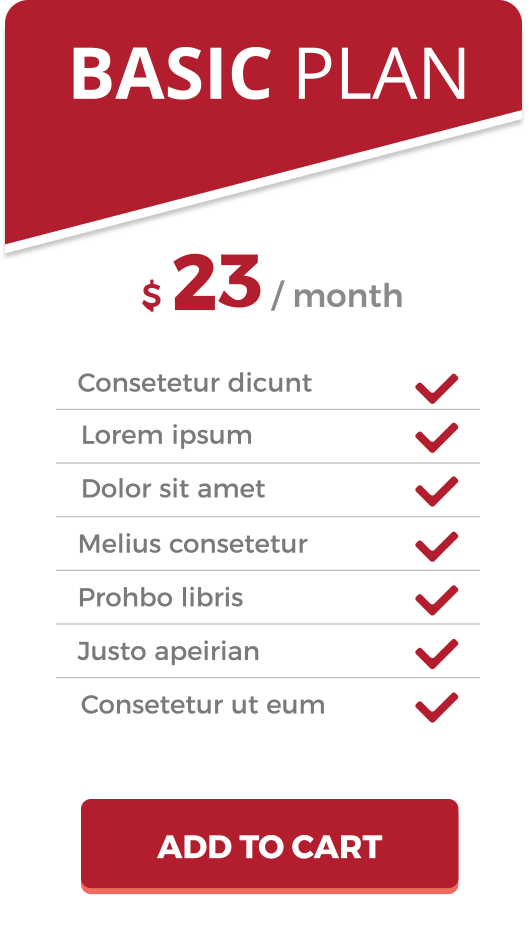 BASIC PLAN
$ 23 / month
Consetetur dicunt
Lorem ipsum
Dolor sit amet
Melius consetetur
Prohbo libris
Justo apeirian
Consetetur ut eum
ADD TO CART